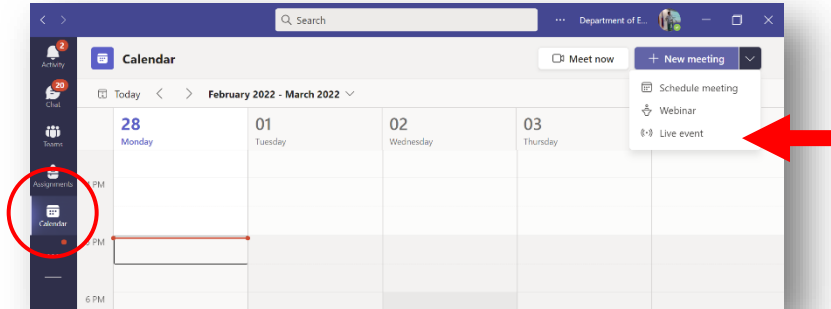 Search
Department of E...
2
Activity
Calendar
Meet now
New meeting
20
Chat
Today
February 2022 - March 2022
Schedule meeting
Webinar
Live event
28
Monday
01
Tuesday
02
Wednesday
03
Thursday
Teams
Assignments
PM
Calendar
PM
6 PM